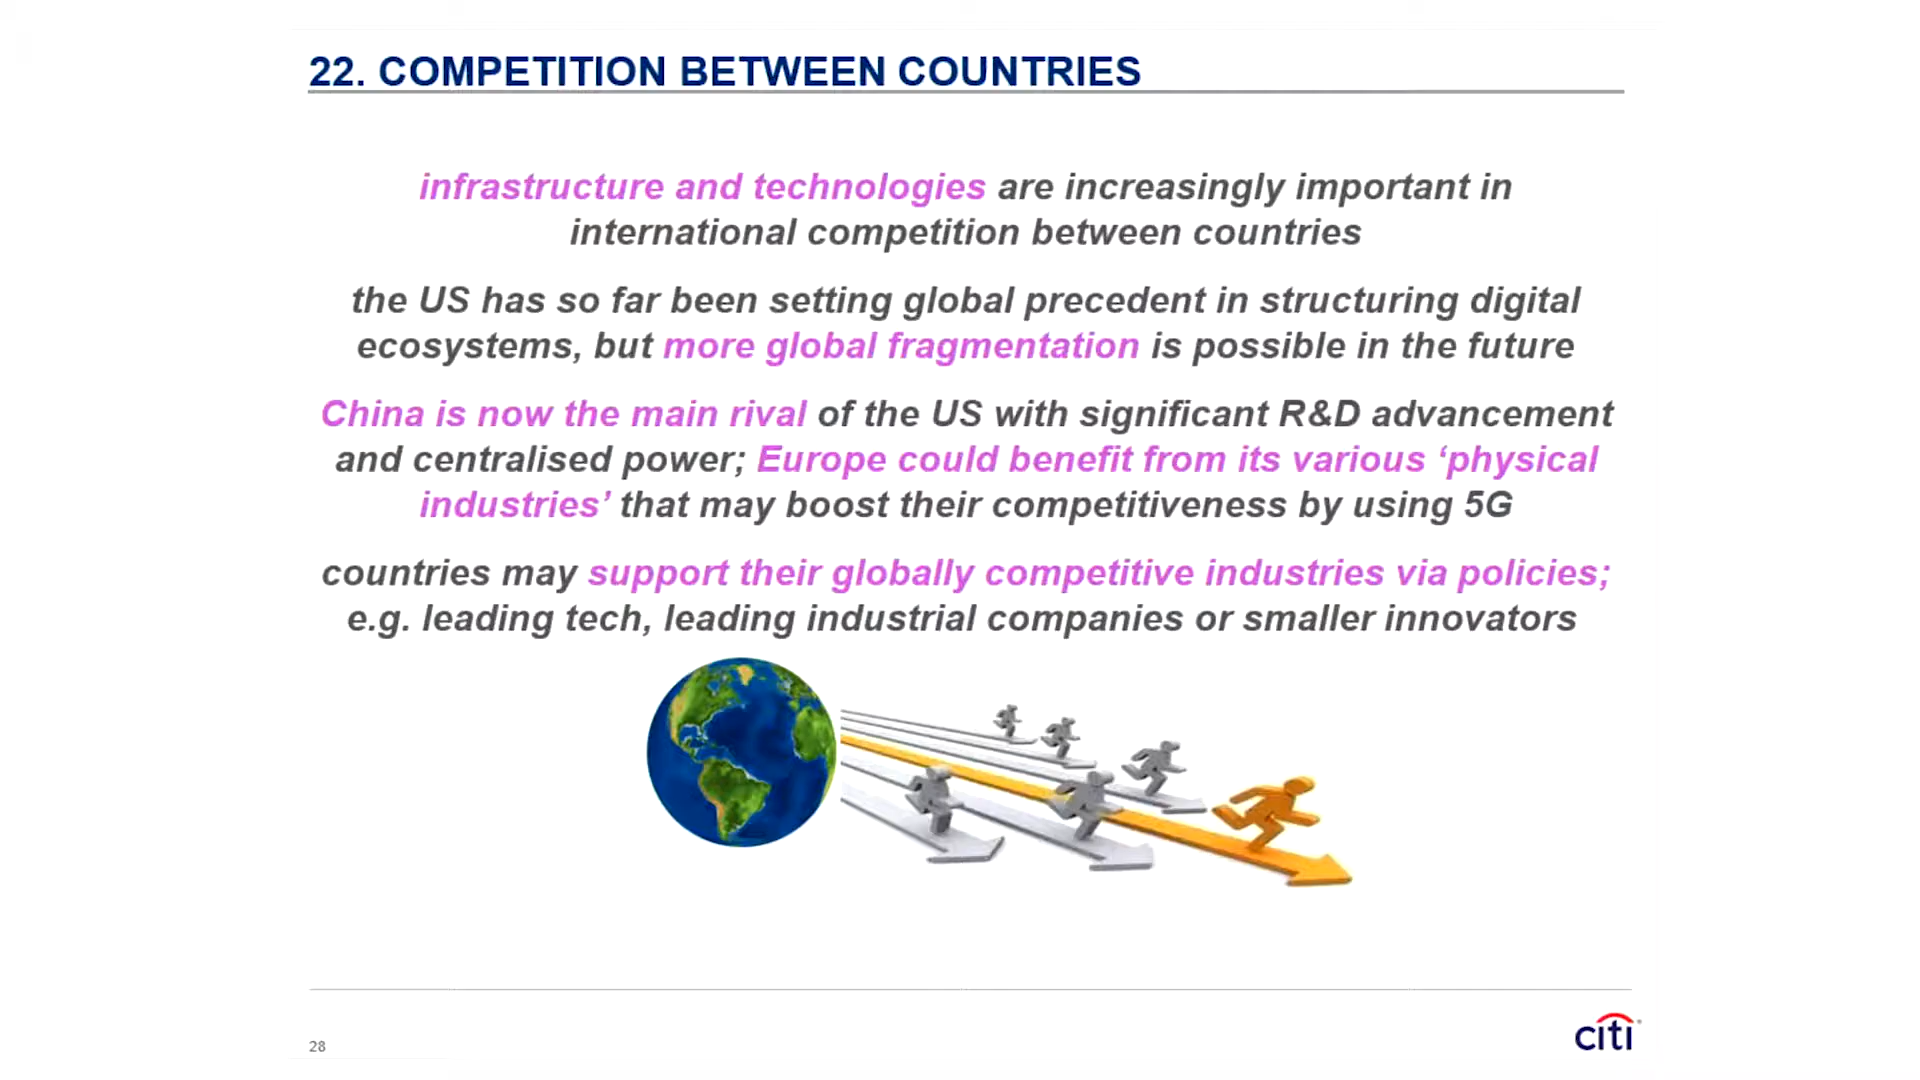 22. COMPETITION BETWEEN COUNTRIES
infrastructure and technologies are increasingly important in
international competition between countries
the US has so far been setting global precedent in structuring digital
ecosystems, but more global fragmentation is possible in the future
China is now the main rival of the US with significant R&D advancement
and centralised power; Europe could benefit from its various ‘physical
industries’ that may boost their competitiveness by using 5G
countries may support their globally competitive industries via policies;
e.g. leading tech, leading industrial companies or smaller innovators
28
citi